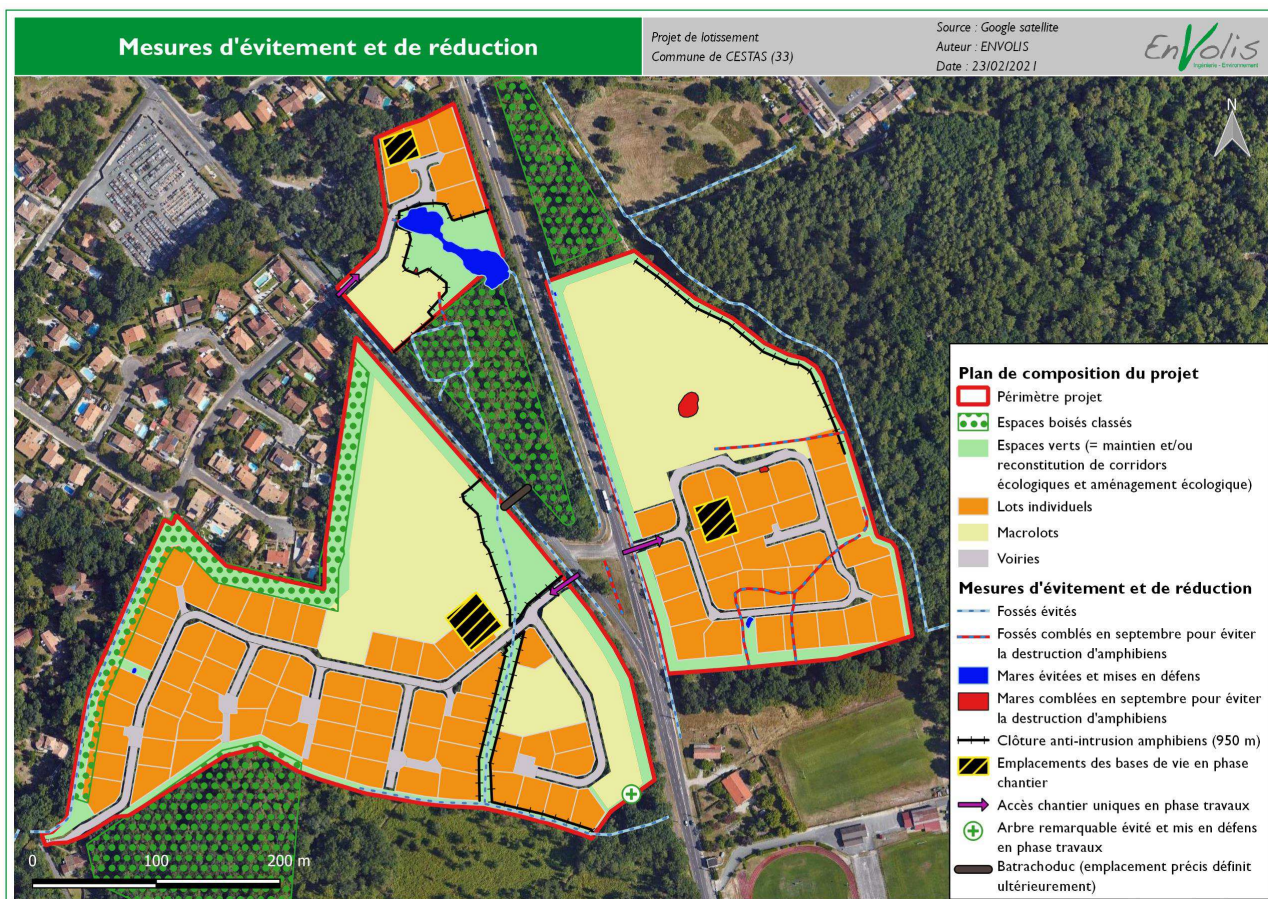 Mesures d'évitement et de réduction
Projet de lotissement
Commune de CESTAS (33)
Source : Google satellite
Auteur : ENVOLIS
Date : 23/02/2021
EnVolis
Ingénierie - Environnement
N
Plan de composition du projet
Périmètre projet
Espaces boisés classés
Espaces verts (= maintien et/ou
reconstitution de corridors
écologiques et aménagement écologique)
Lots individuels
Macrolots
Voiries
Mesures d'évitement et de réduction
Fossés évités
Fossés comblés en septembre pour éviter
la destruction d'amphibiens
Mares évitées et mises en défens
Mares comblées en septembre pour éviter
la destruction d'amphibiens
Clôture anti-intrusion amphibiens (950 m)
Emplacements des bases de vie en phase
chantier
Accès chantier uniques en phase travaux
Arbre remarquable évité et mis en défens
en phase travaux
Batrachoduc (emplacement précis définit
ultérieurement)
0 100 200 m